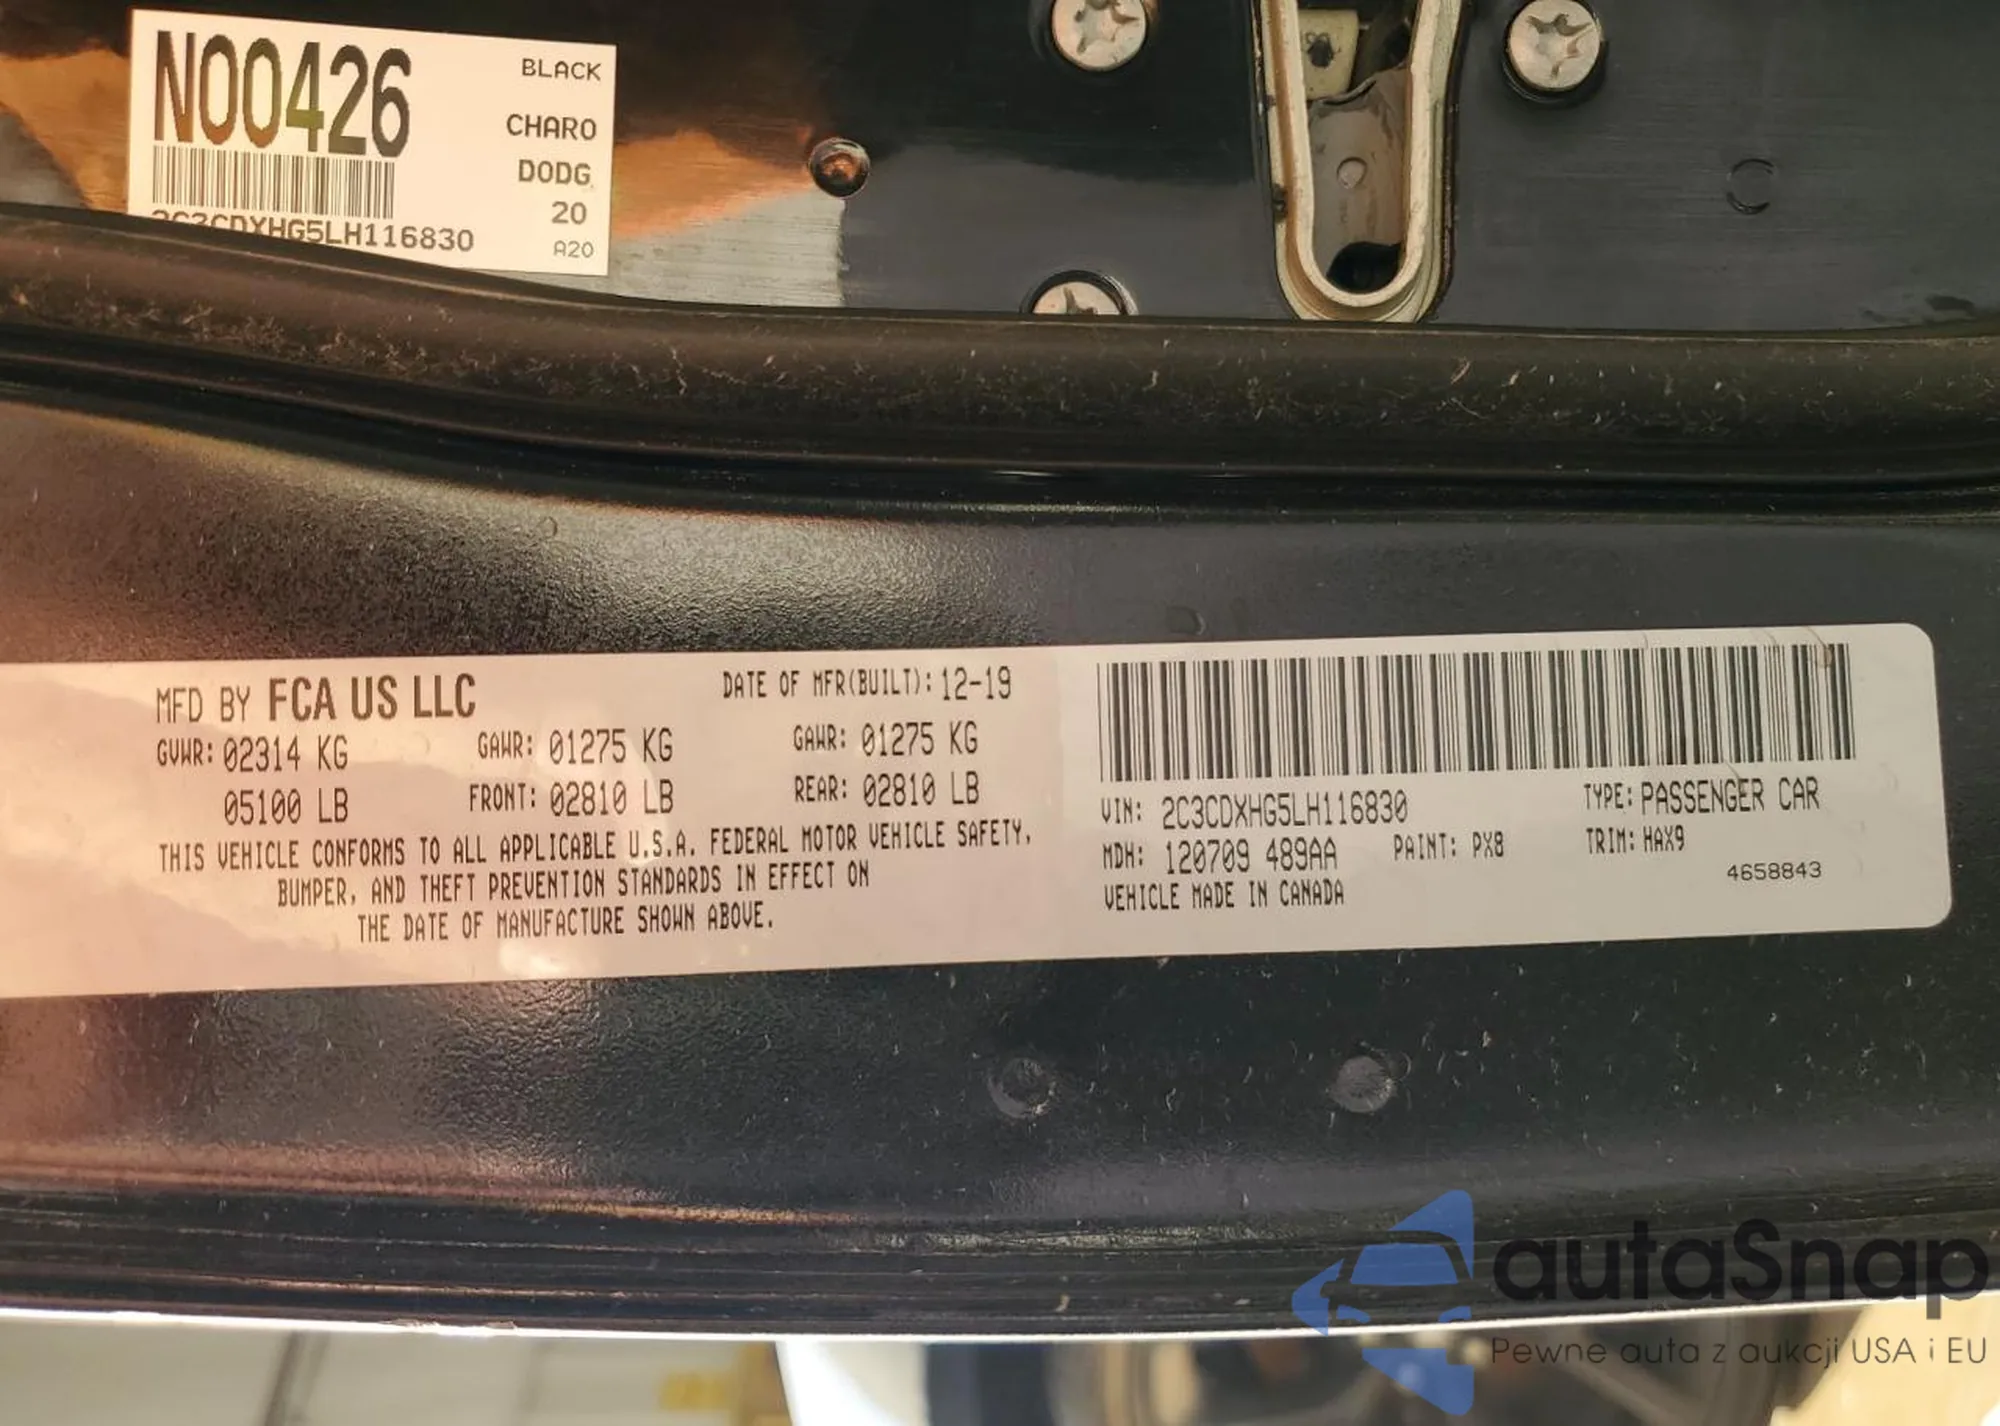 N00426
BLACK
CHARO
DODG
20
A20
2C3CDXHG5LH116830
MFD BY FCA US LLC
DATE OF MFR(BUILT): 12-19
GVWR: 02314 KG
GAWR: 01275 KG
GAWR: 01275 KG
05100 LB
FRONT: 02810 LB
REAR: 02810 LB
THIS VEHICLE CONFORMS TO ALL APPLICABLE U.S.A. FEDERAL MOTOR VEHICLE SAFETY,
BUMPER, AND THEFT PREVENTION STANDARDS IN EFFECT ON
THE DATE OF MANUFACTURE SHOWN ABOVE.
VIN: 2C3CDXHG5LH116830
TYPE: PASSENGER CAR
MDH: 120709 489AA
PAINT: PX8
TRIM: HAX9
VEHICLE MADE IN CANADA
4658843
autaSnap
Pewne auta z aukcji USA i EU